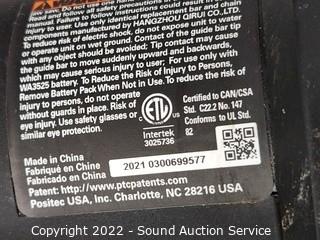 Read and follow all safety precautions in
Failure to follow instructions could result in
injury to user. Use only identical replacement bar and chain
components manufactured by HANGZHOU QIRUI CO.LTD.
To reduce risk of electric shock, do not expose to water
or operate unit on wet ground. Contact of the guide bar tip
with any object should be avoided: Tip contact may cause
the guide bar to move suddenly upward and backward,
which may cause serious injury to user: For use only with
WA3525 battery. To Reduce the Risk of Injury to Persons,
Remove Battery Pack When Not in Use. To Reduce the Risk of
Injury to Persons, do not
without guards in place. Risk of
eye injury. Use safety glasses or
similar eye protection.
ETL
Intertek
3025736
Certified to CAN/CSA
Std. C22.2 No. 147
Conforms to UL Std.
82
Made in China
Fabriqué en Chine
Fabricado en China
2021 0300699577
Patent: http://www.ptcpatents.com
Positec USA, Inc. Charlotte, NC 28216 USA
Copyright 2022 - Sound Auction Service